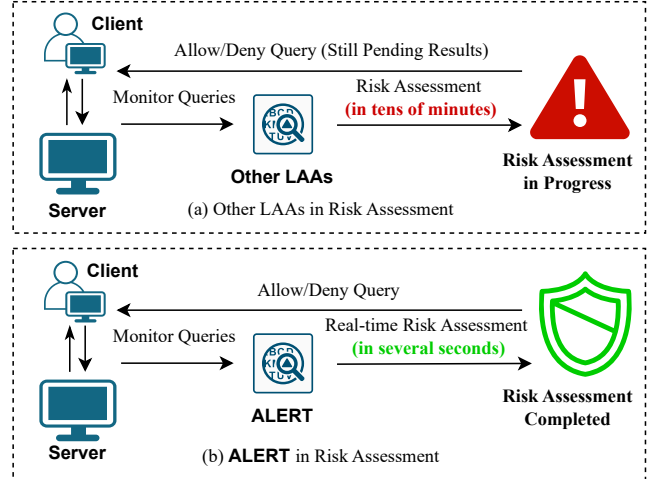 Client
Allow/Deny Query (Still Pending Results)
Monitor Queries
Risk Assessment
(in tens of minutes)
Other LAAs
Risk Assessment
in Progress
Server
(a) Other LAAs in Risk Assessment
Client
Allow/Deny Query
Monitor Queries
Real-time Risk Assessment
(in several seconds)
ALERT
Risk Assessment
Completed
Server
(b) ALERT in Risk Assessment